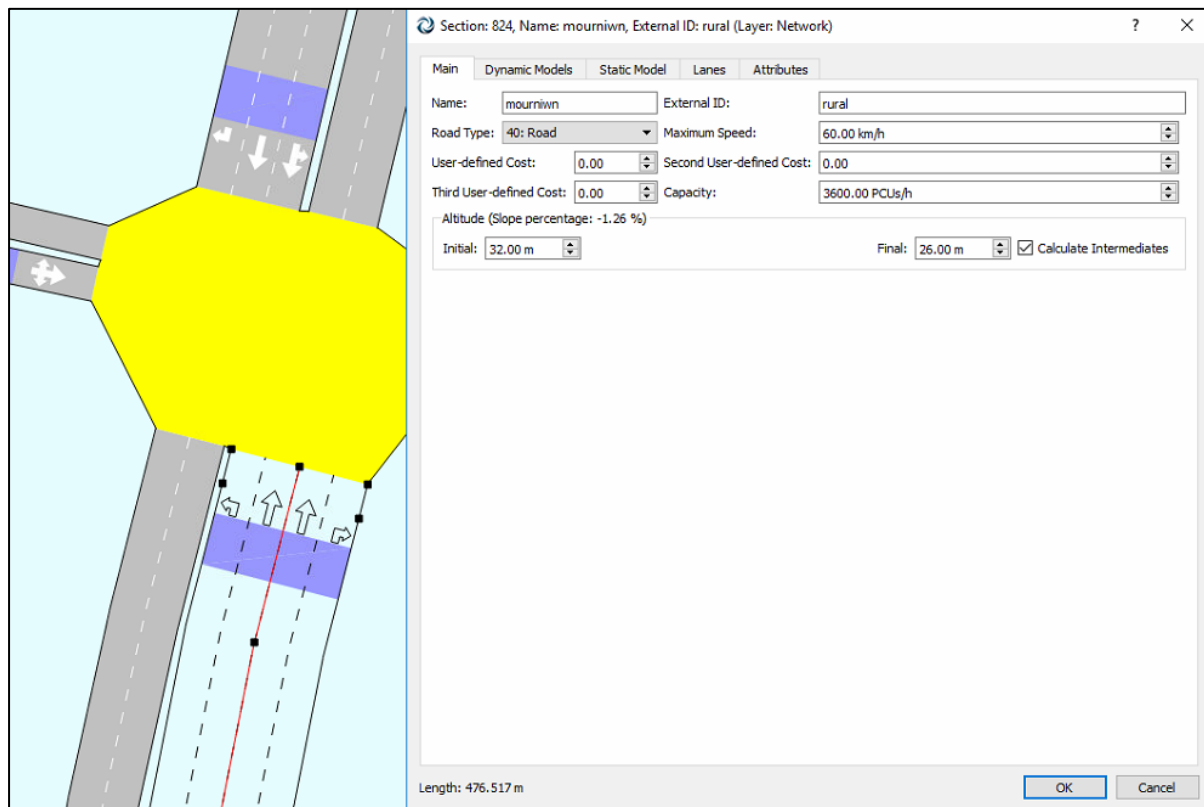 Section: 824, Name: mourniwn, External ID: rural (Layer: Network) ?
Main Dynamic Models Static Model Lanes Attributes
Name: mourniwn External ID: rural
Road Type: 40: Road Maximum Speed: 60.00 km/h
User-defined Cost: 0.00 Second User-defined Cost: 0.00
Third User-defined Cost: 0.00 Capacity: 3600.00 PCUs/h
Altitude (Slope percentage: -1.26 %)
Initial: 32.00 m Final: 26.00 m Calculate Intermediates
Length: 476.517 m OK Cancel